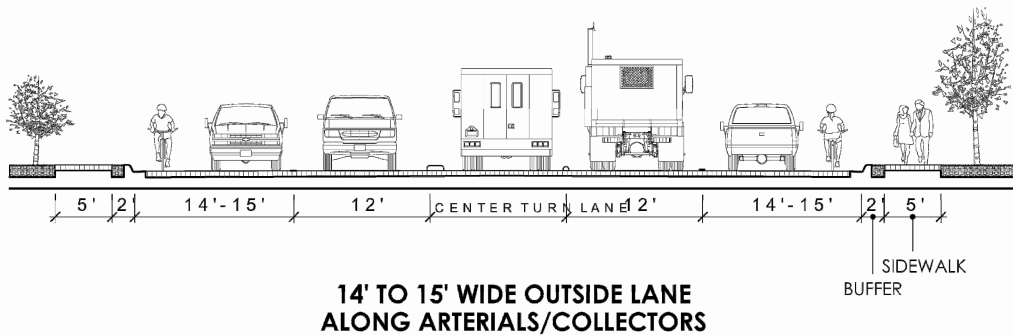 5' 2' 14'-15' 12' CENTER TURN LANE 12' 14'-15' 2' 5'
SIDEWALK
BUFFER
14' TO 15' WIDE OUTSIDE LANE
ALONG ARTERIALS/COLLECTORS